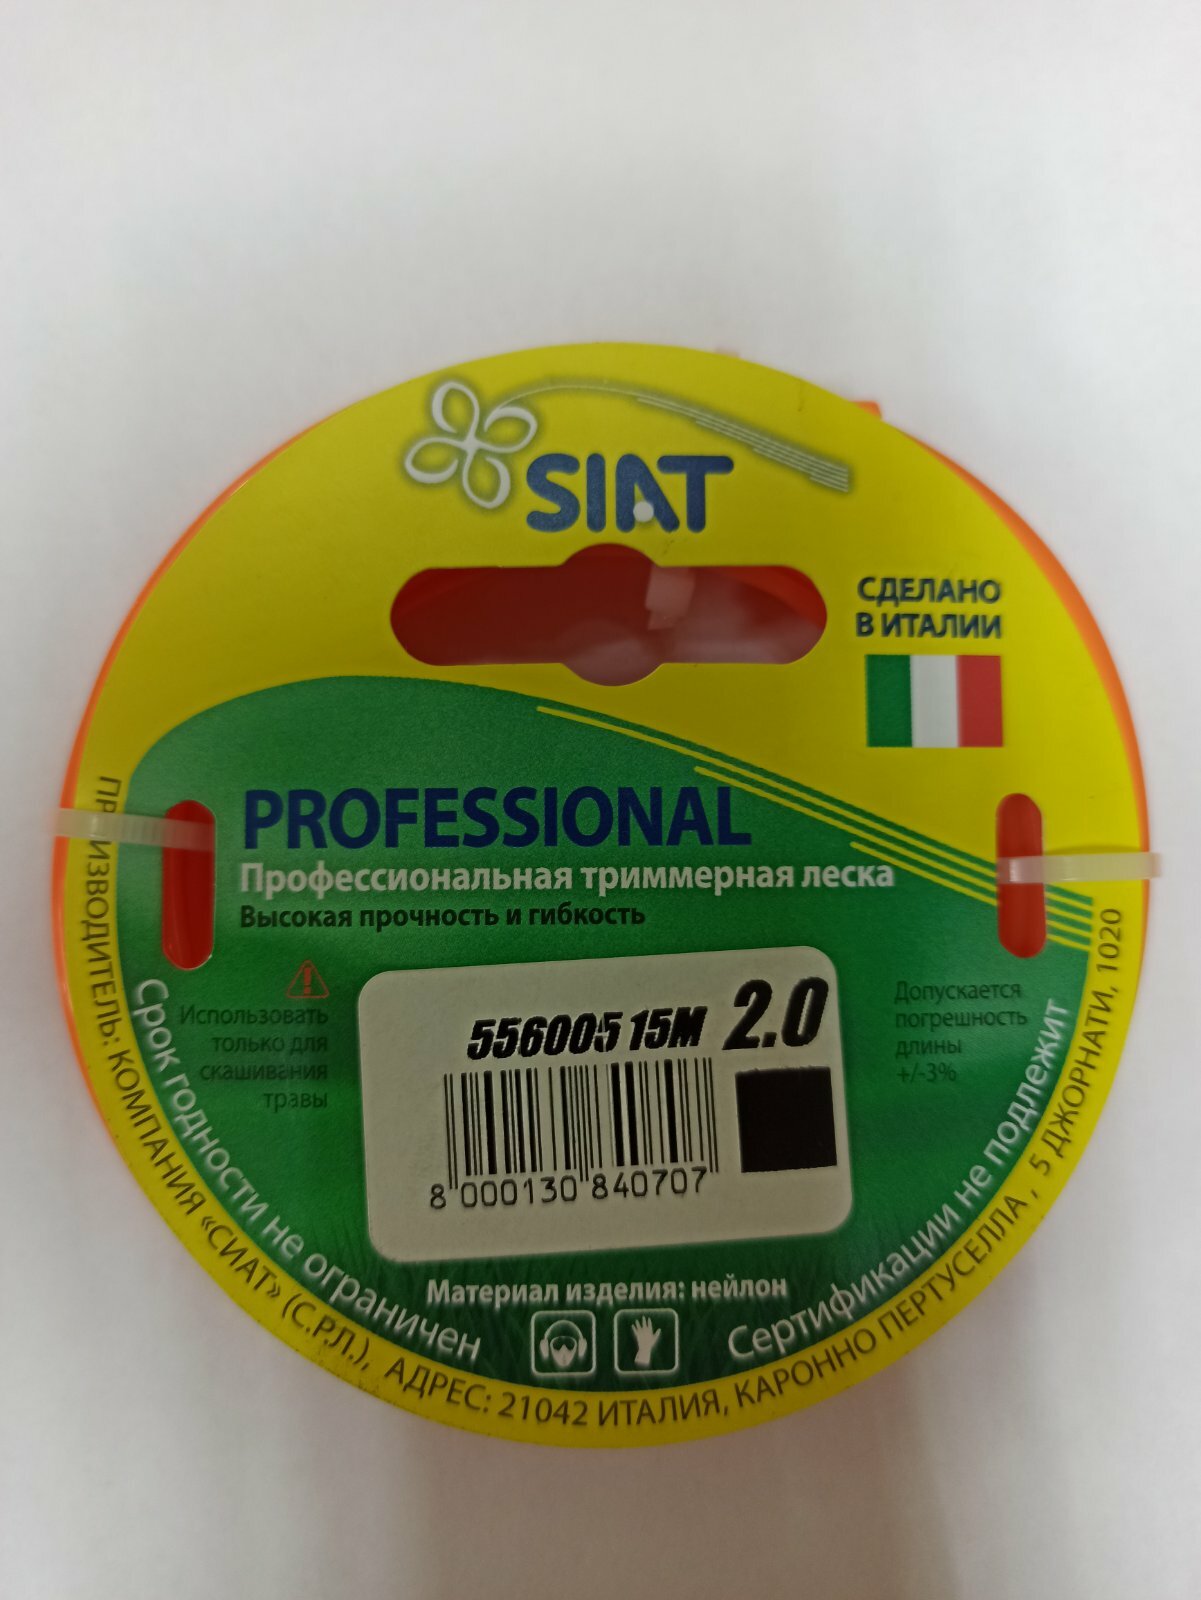 SIAT
СДЕЛАНО
В ИТАЛИИ
PROFESSIONAL
Профессиональная триммерная леска
Высокая прочность и гибкость
Использовать
только для
скашивания
травы
556005 15M 2.0
8 000130 840707
Допускается
погрешность
длины
+/-3%
Материал изделия: нейлон
Срок годности не ограничен
Сертификации не подлежит
ПРОИЗВОДИТЕЛЬ: КОМПАНИЯ «СИАТ» (С.Р.Л.), АДРЕС: 21042 ИТАЛИЯ, КАРОННО ПЕРТУСЕЛЛА , 5 ДЖОРНАТИ, 1020